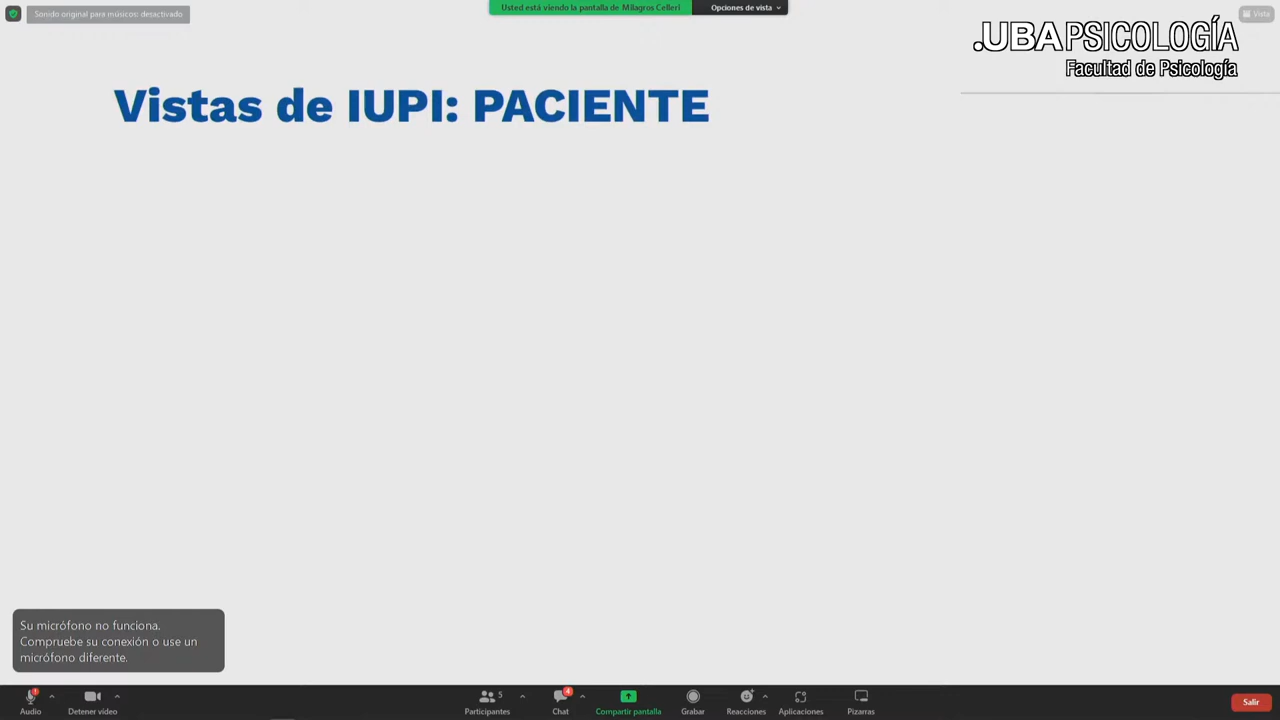 Sonido original para músicos: desactivado
Usted está viendo la pantalla de Milagros Celleri
Opciones de vista
Vista
.UBAPSICOLOGÍA
Facultad de Psicología
Vistas de IUPI: PACIENTE
Su micrófono no funciona.
Compruebe su conexión o use un
micrófono diferente.
Audio
Detener video
5
Participantes
4
Chat
Compartir pantalla
Grabar
Reacciones
Aplicaciones
Pizarras
Salir